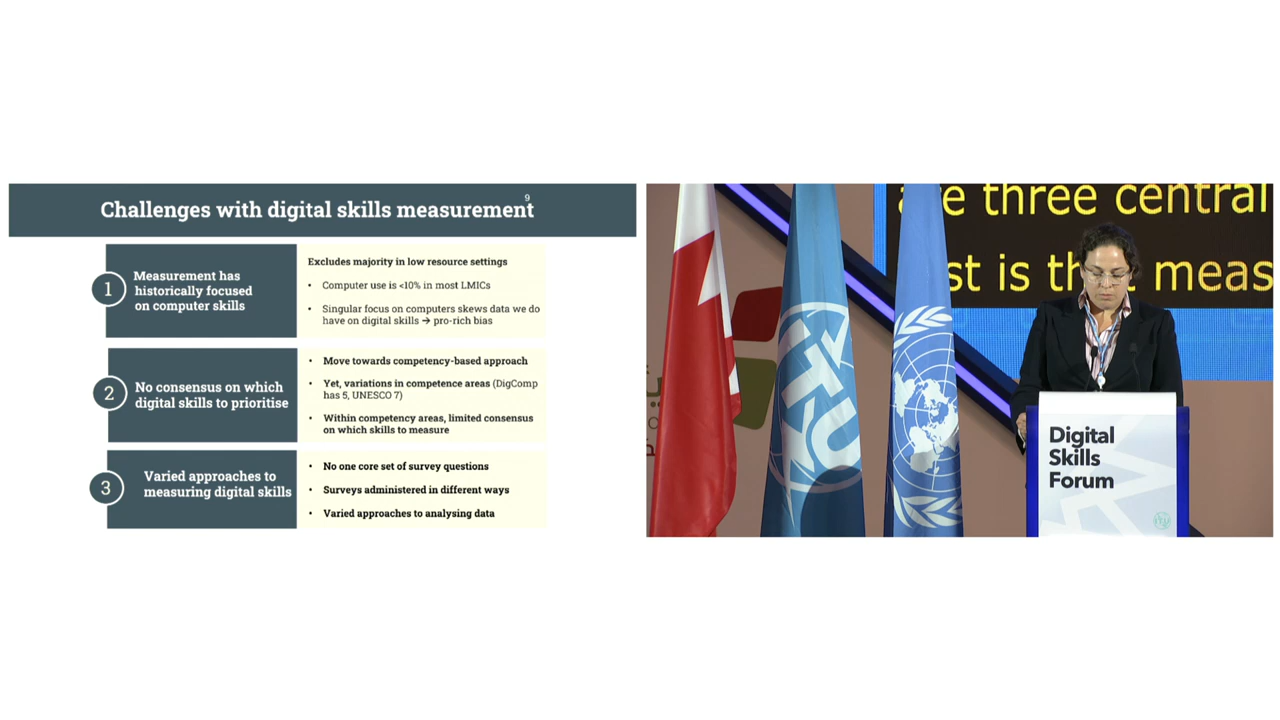 9
Challenges with digital skills measurement
1
Measurement has
historically focused
on computer skills
Excludes majority in low resource settings
• Computer use is <10% in most LMICs
• Singular focus on computers skews data we do
have on digital skills → pro-rich bias
2
No consensus on which
digital skills to prioritise
• Move towards competency-based approach
• Yet, variations in competence areas (DigComp
has 5, UNESCO 7)
• Within competency areas, limited consensus
on which skills to measure
3
Varied approaches to
measuring digital skills
• No one core set of survey questions
• Surveys administered in different ways
• Varied approaches to analysing data
are three central
st is that meas
ITU
Digital
Skills
Forum